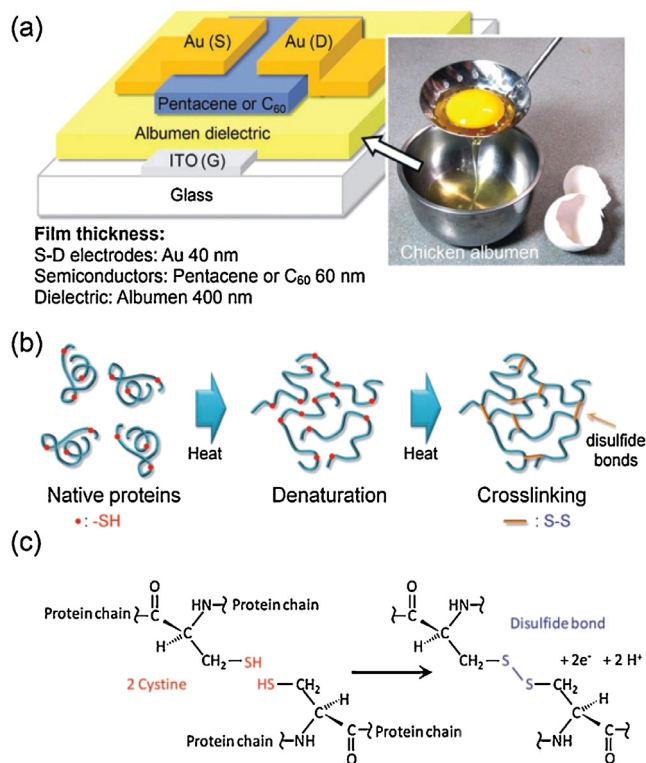 (a)
Au (S)
Au (D)
Pentacene or C₆₀
Albumen dielectric
ITO (G)
Glass
Chicken albumen
Film thickness:
S-D electrodes: Au 40 nm
Semiconductors: Pentacene or C₆₀ 60 nm
Dielectric: Albumen 400 nm
(b)
Heat
Heat
disulfide
bonds
Native proteins
Denaturation
Crosslinking
: -SH
: S-S
(c)
O
C
HN
Protein chain
Protein chain
C
H
CH₂
SH
2 Cystine
HS
CH₂
H
C
Protein chain
NH
C
Protein chain
O
O
C
HN
C
H
CH₂
S
Disulfide bond
+ 2e⁻ + 2 H⁺
S
CH₂
H
C
NH
C
O